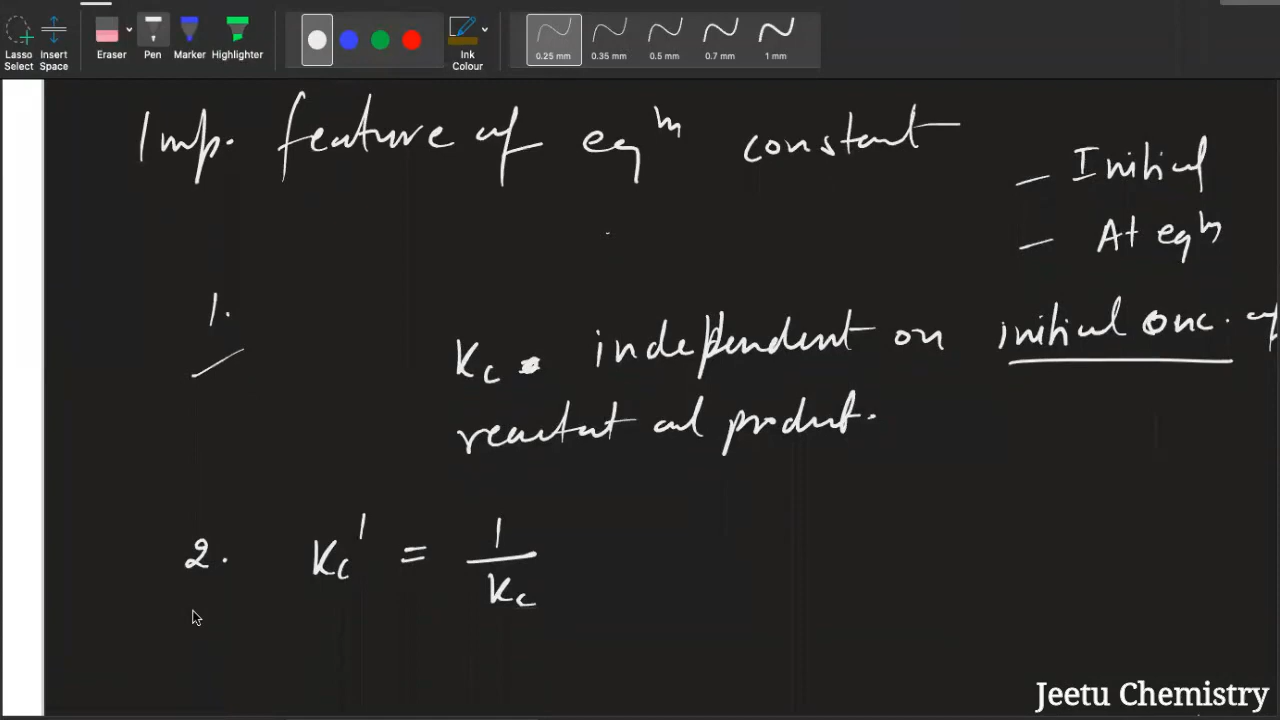 Lasso Select
Insert Space
Eraser
Pen
Marker
Highlighter
Ink Colour
0.25 mm
0.35 mm
0.5 mm
0.7 mm
1 mm
Imp. feature of eqᵐ constant
– Initial
– At eqᵐ
1.
Kc independent on initial conc. of
reactant and product.
2. Kc' = 1/Kc
Jeetu Chemistry